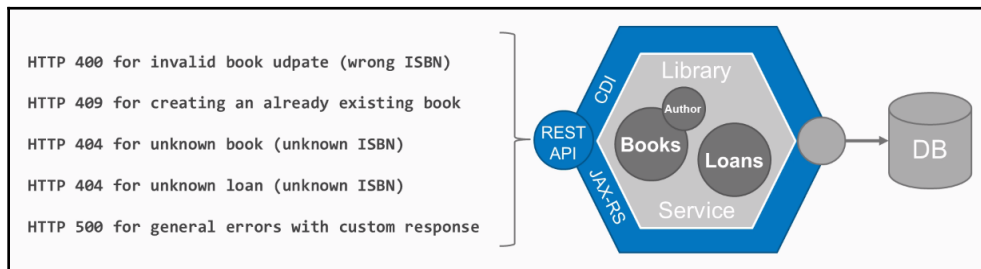 HTTP 400 for invalid book udpate (wrong ISBN)
HTTP 409 for creating an already existing book
HTTP 404 for unknown book (unknown ISBN)
HTTP 404 for unknown loan (unknown ISBN)
HTTP 500 for general errors with custom response
REST
API
CDI
JAX-RS
Library
Author
Books
Loans
Service
DB